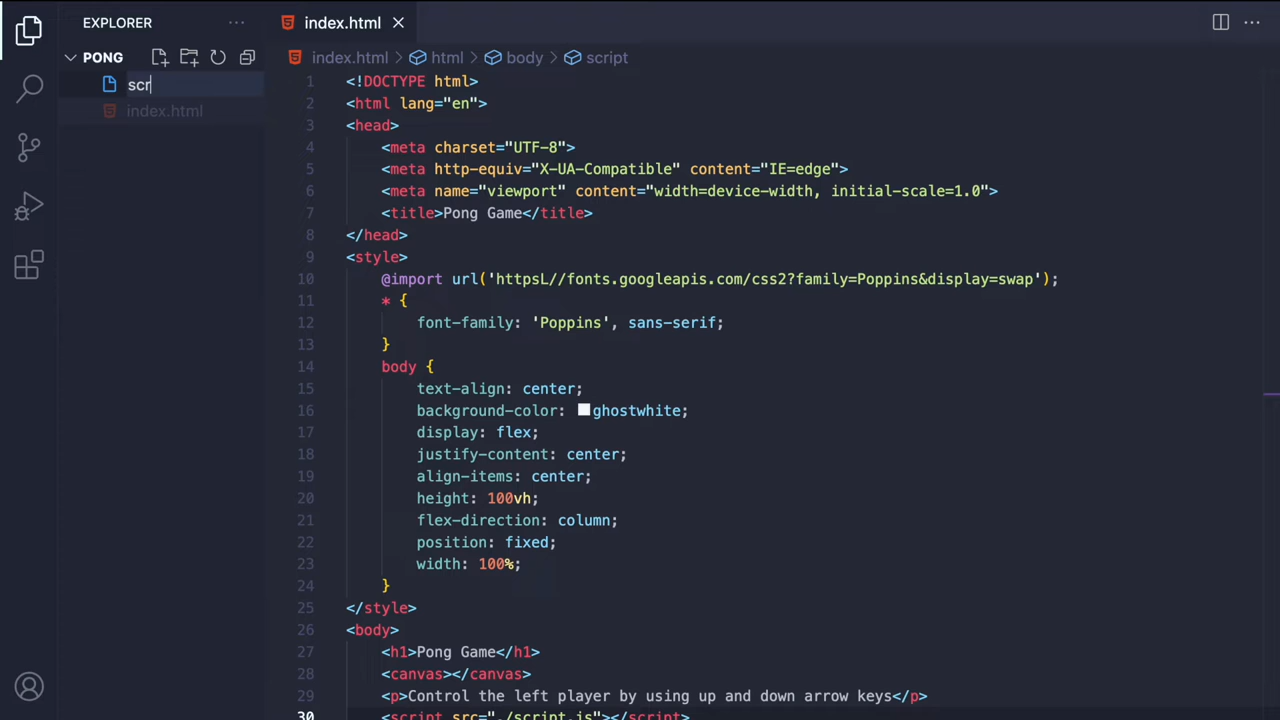 EXPLORER
PONG
scr
index.html
index.html
index.html > html > body > script
1 <!DOCTYPE html>
2 <html lang="en">
3 <head>
4 <meta charset="UTF-8">
5 <meta http-equiv="X-UA-Compatible" content="IE=edge">
6 <meta name="viewport" content="width=device-width, initial-scale=1.0">
7 <title>Pong Game</title>
8 </head>
9 <style>
10 @import url('httpsL//fonts.googleapis.com/css2?family=Poppins&display=swap');
11 * {
12 font-family: 'Poppins', sans-serif;
13 }
14 body {
15 text-align: center;
16 background-color: ghostwhite;
17 display: flex;
18 justify-content: center;
19 align-items: center;
20 height: 100vh;
21 flex-direction: column;
22 position: fixed;
23 width: 100%;
24 }
25 </style>
26 <body>
27 <h1>Pong Game</h1>
28 <canvas></canvas>
29 <p>Control the left player by using up and down arrow keys</p>
30 <script src="./script.js"></script>